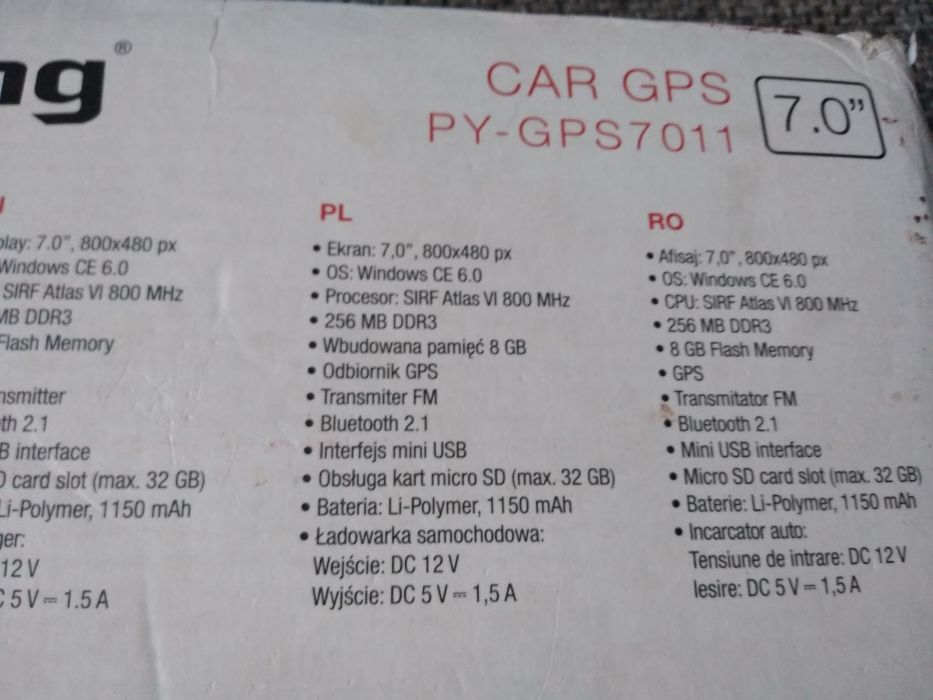 ng®
CAR GPS
PY-GPS7011
7.0”
play: 7.0”, 800x480 px
Windows CE 6.0
SIRF Atlas VI 800 MHz
MB DDR3
Flash Memory
nsmitter
th 2.1
B interface
D card slot (max. 32 GB)
Li-Polymer, 1150 mAh
ger:
12 V
C 5 V⎓ 1.5 A
PL
• Ekran: 7,0”, 800x480 px
• OS: Windows CE 6.0
• Procesor: SIRF Atlas VI 800 MHz
• 256 MB DDR3
• Wbudowana pamięć 8 GB
• Odbiornik GPS
• Transmiter FM
• Bluetooth 2.1
• Interfejs mini USB
• Obsługa kart micro SD (max. 32 GB)
• Bateria: Li-Polymer, 1150 mAh
• Ładowarka samochodowa:
Wejście: DC 12 V
Wyjście: DC 5 V⎓ 1,5 A
RO
• Afisaj: 7,0”, 800x480 px
• OS: Windows CE 6.0
• CPU: SIRF Atlas VI 800 MHz
• 256 MB DDR3
• 8 GB Flash Memory
• GPS
• Transmitator FM
• Bluetooth 2.1
• Mini USB interface
• Micro SD card slot (max. 32 GB)
• Baterie: Li-Polymer, 1150 mAh
• Incarcator auto:
Tensiune de intrare: DC 12 V
Iesire: DC 5 V⎓ 1,5 A